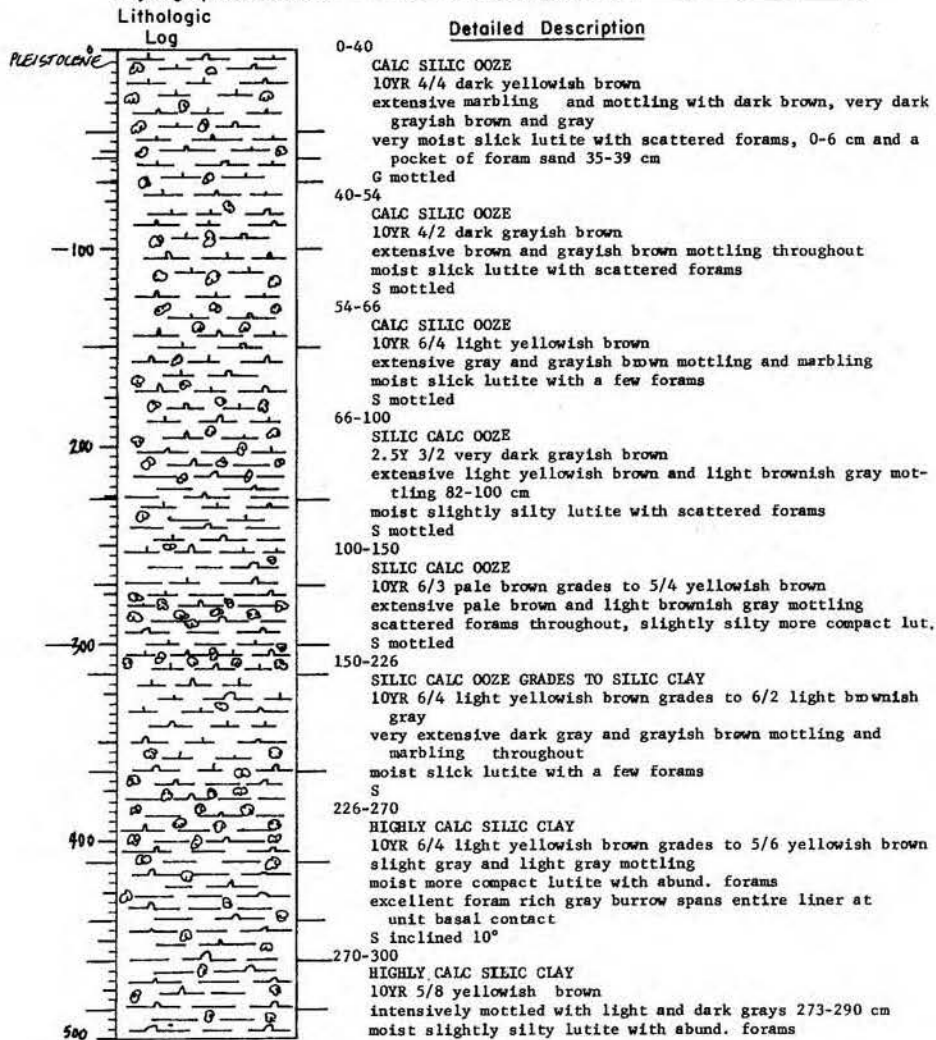 Lithologic
Log
Detailed Description
0
PLEISTOCENE
100
200
300
400
500
0-40
CALC SILIC OOZE
10YR 4/4 dark yellowish brown
extensive marbling and mottling with dark brown, very dark
grayish brown and gray
very moist slick lutite with scattered forams, 0-6 cm and a
pocket of foram sand 35-39 cm
G mottled
40-54
CALC SILIC OOZE
10YR 4/2 dark grayish brown
extensive brown and grayish brown mottling throughout
moist slick lutite with scattered forams
S mottled
54-66
CALC SILIC OOZE
10YR 6/4 light yellowish brown
extensive gray and grayish brown mottling and marbling
moist slick lutite with a few forams
S mottled
66-100
SILIC CALC OOZE
2.5Y 3/2 very dark grayish brown
extensive light yellowish brown and light brownish gray mot-
tling 82-100 cm
moist slightly silty lutite with scattered forams
S mottled
100-150
SILIC CALC OOZE
10YR 6/3 pale brown grades to 5/4 yellowish brown
extensive pale brown and light brownish gray mottling
scattered forams throughout, slightly silty more compact lut.
S mottled
150-226
SILIC CALC OOZE GRADES TO SILIC CLAY
10YR 6/4 light yellowish brown grades to 6/2 light brownish
gray
very extensive dark gray and grayish brown mottling and
marbling throughout
moist slick lutite with a few forams
S
226-270
HIGHLY CALC SILIC CLAY
10YR 6/4 light yellowish brown grades to 5/6 yellowish brown
slight gray and light gray mottling
moist more compact lutite with abund. forams
excellent foram rich gray burrow spans entire liner at
unit basal contact
S inclined 10°
270-300
HIGHLY CALC SILIC CLAY
10YR 5/8 yellowish brown
intensively mottled with light and dark grays 273-290 cm
moist slightly silty lutite with abund. forams